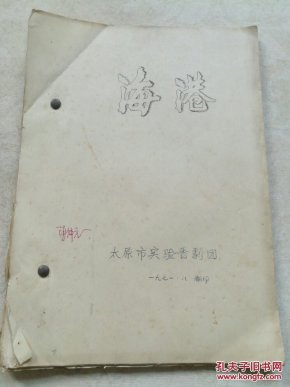 海港
太原市实验晋剧团
一九七一·八·翻印
孔夫子旧书网